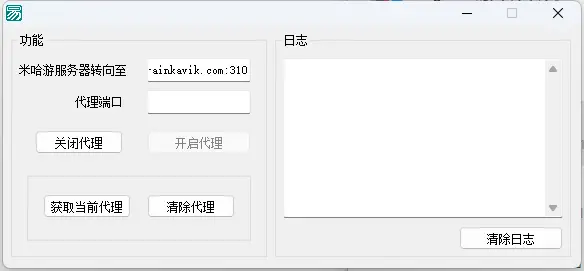 易
功能
米哈游服务器转向至
rainkavik.com:310
代理端口
关闭代理
开启代理
获取当前代理
清除代理
日志
清除日志